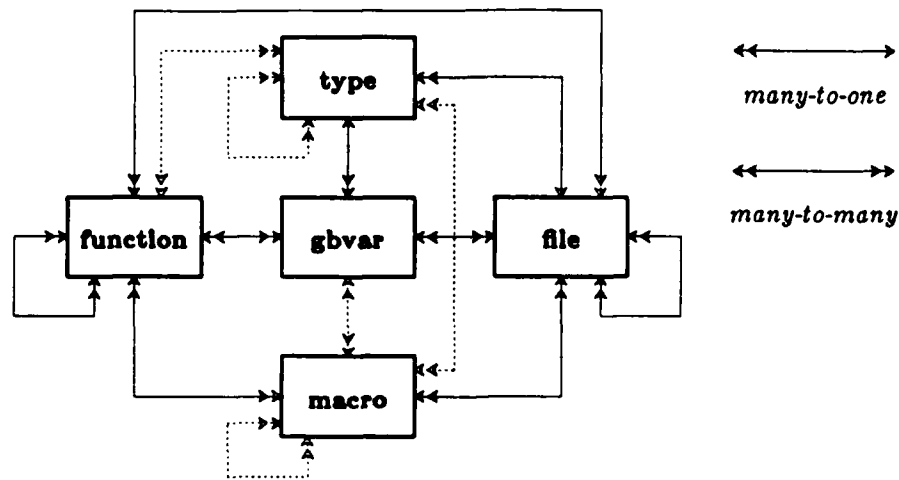 type
many-to-one
many-to-many
function
gbvar
file
macro